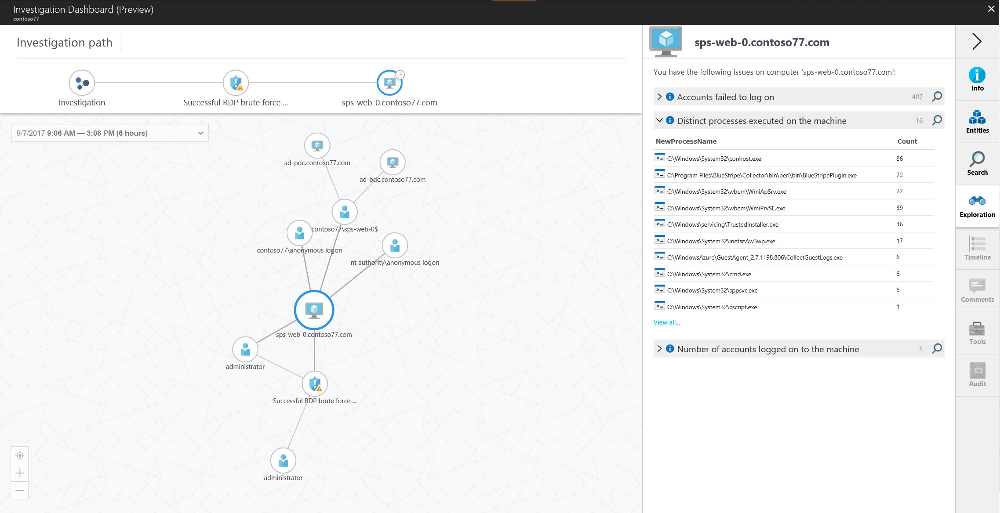 Investigation Dashboard (Preview)
contoso77
Investigation path
Investigation
Successful RDP brute force ...
sps-web-0.contoso77.com
9/7/2017 9:06 AM — 3:06 PM (6 hours)
ad-pdc.contoso77.com
ad-bdc.contoso77.com
contoso77\sps-web-0$
contoso77\anonymous logon
nt authority\anonymous logon
sps-web-0.contoso77.com
administrator
Successful RDP brute force ...
administrator
sps-web-0.contoso77.com
You have the following issues on computer 'sps-web-0.contoso77.com':
Accounts failed to log on 487
Distinct processes executed on the machine 16
NewProcessName Count
C:\Windows\System32\conhost.exe 86
C:\Program Files\BlueStripe\Collector\bin\perl\bin\BlueStripePlugin.exe 72
C:\Windows\System32\wbem\WmiApSrv.exe 72
C:\Windows\System32\wbem\WmiPrvSE.exe 39
C:\Windows\servicing\TrustedInstaller.exe 36
C:\Windows\System32\inetsrv\w3wp.exe 17
C:\WindowsAzure\GuestAgent_2.7.1198.806\CollectGuestLogs.exe 6
C:\Windows\System32\cmd.exe 6
C:\Windows\System32\sppsvc.exe 6
C:\Windows\System32\cscript.exe 1
View all...
Number of accounts logged on to the machine 5
Info
Entities
Search
Exploration
Timeline
Comments
Tools
Audit